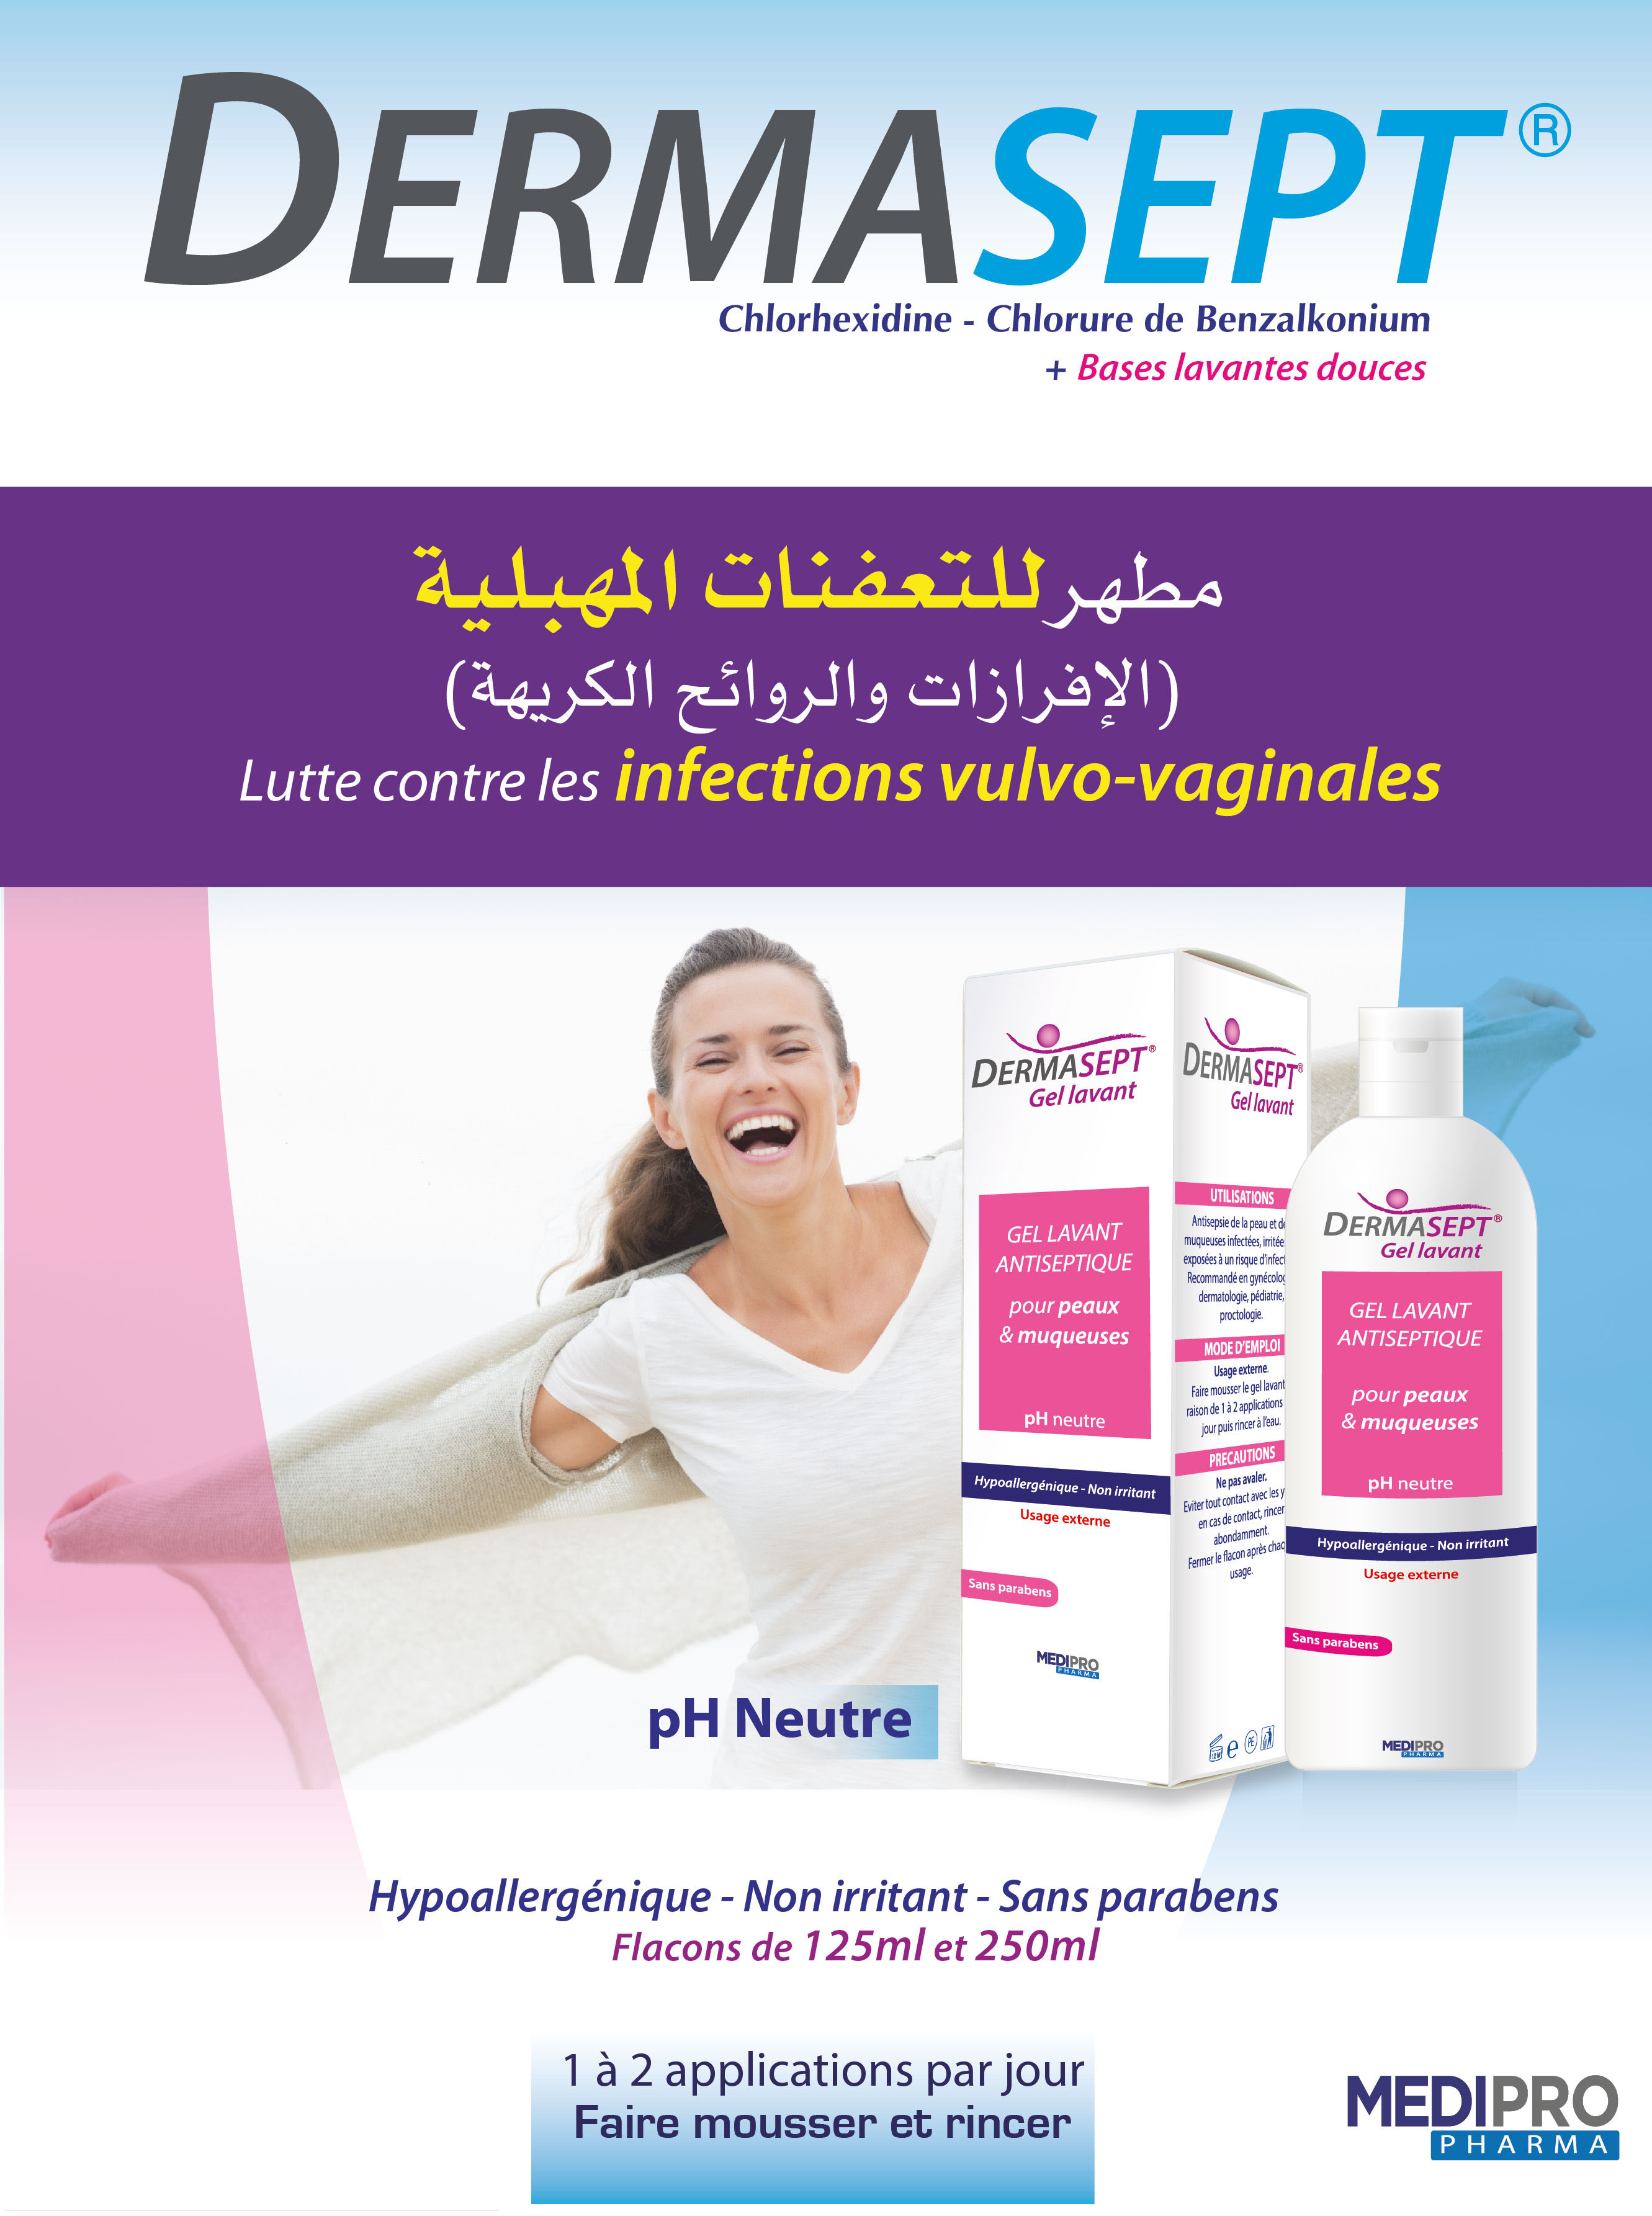 DERMASEPT®
Chlorhexidine - Chlorure de Benzalkonium
+ Bases lavantes douces
مطهر للتعفنات المهبلية
(الإفرازات والروائح الكريهة)
Lutte contre les infections vulvo-vaginales
DERMASEPT®
Gel lavant
GEL LAVANT
ANTISEPTIQUE
pour peaux
& muqueuses
pH neutre
Hypoallergénique - Non irritant
Usage externe
Sans parabens
MEDIPRO
PHARMA
DERMASEPT®
Gel lavant
UTILISATIONS
Antisepsie de la peau et de
muqueuses infectées, irritée
exposées à un risque d'infect
Recommandé en gynécolog
dermatologie, pédiatrie,
proctologie.
MODE D'EMPLOI
Usage externe.
Faire mousser le gel lavant
raison de 1 à 2 applications
jour puis rincer à l'eau.
PRECAUTIONS
Ne pas avaler.
Eviter tout contact avec les y
en cas de contact, rincer
abondamment.
Fermer le flacon après chaq
usage.
12 M e PE
DERMASEPT®
Gel lavant
GEL LAVANT
ANTISEPTIQUE
pour peaux
& muqueuses
pH neutre
Hypoallergénique - Non irritant
Usage externe
Sans parabens
MEDIPRO
PHARMA
pH Neutre
Hypoallergénique - Non irritant - Sans parabens
Flacons de 125ml et 250ml
1 à 2 applications par jour
Faire mousser et rincer
MEDIPRO
PHARMA